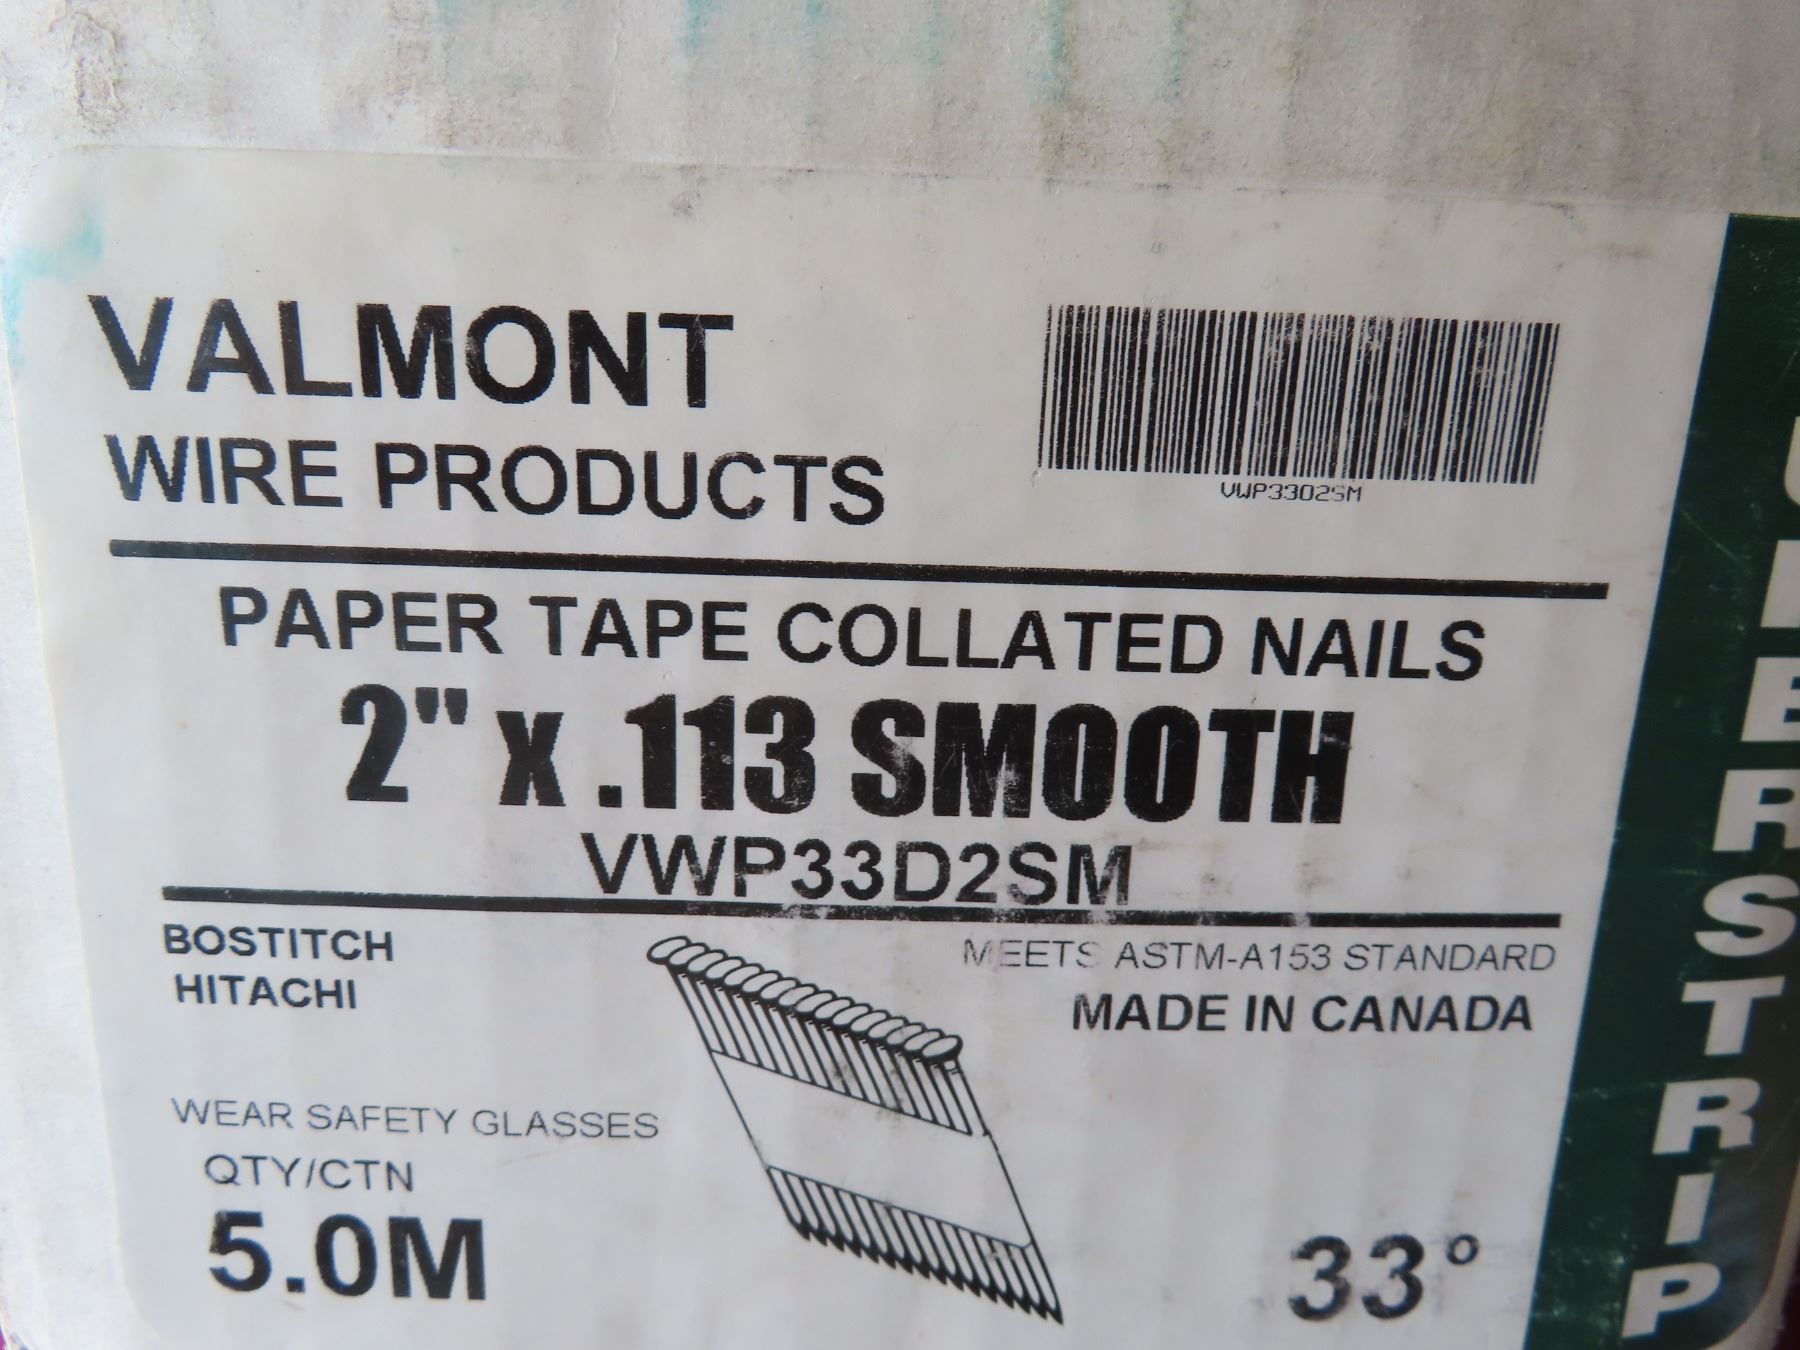 VALMONT
WIRE PRODUCTS
VWP33D2SM
PAPER TAPE COLLATED NAILS
2" x .113 SMOOTH
VWP33D2SM
BOSTITCH
HITACHI
MEETS ASTM-A153 STANDARD
MADE IN CANADA
WEAR SAFETY GLASSES
QTY/CTN
5.0M
33°
UBERSTRIP